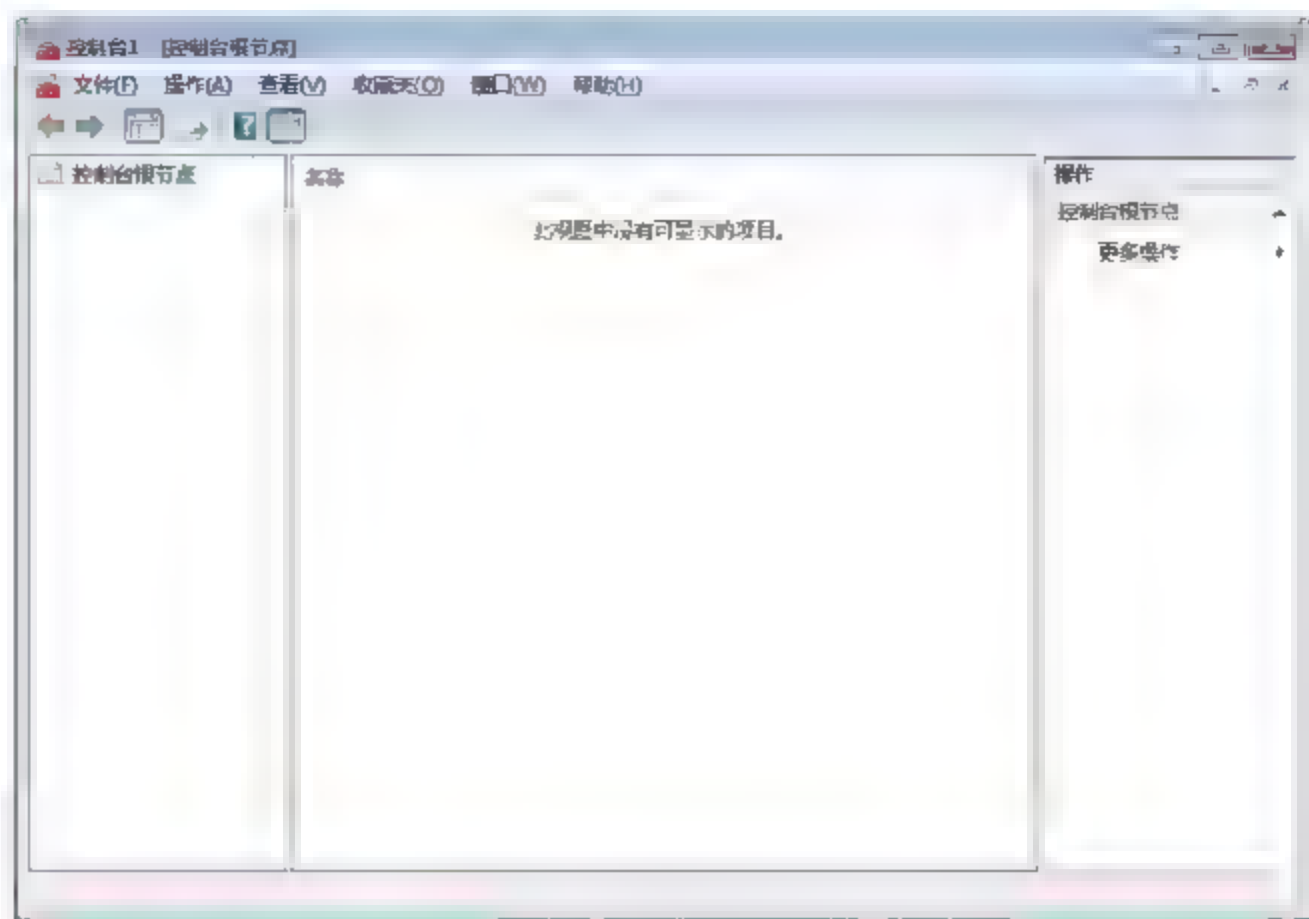 控制台1 [控制台根节点]
文件(F) 操作(A) 查看(V) 收藏夹(O) 窗口(W) 帮助(H)
控制台根节点
名称
此视图中没有可显示的项目。
操作
控制台根节点
更多操作